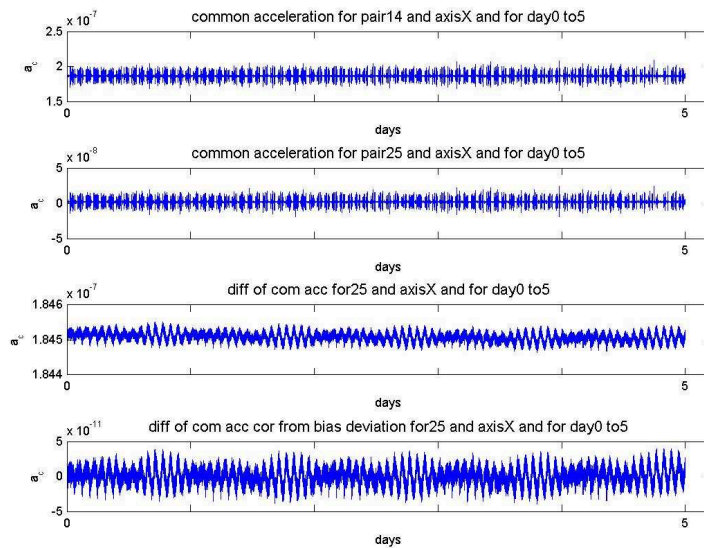 common acceleration for pair14 and axisX and for day0 to5
x 10^-7
2.5
2
1.5
a_c
0
5
days
common acceleration for pair25 and axisX and for day0 to5
x 10^-8
5
0
-5
a_c
0
5
days
diff of com acc for25 and axisX and for day0 to5
x 10^-7
1.846
1.845
1.844
a_c
0
5
days
diff of com acc cor from bias deviation for25 and axisX and for day0 to5
x 10^-11
5
0
-5
a_c
0
5
days